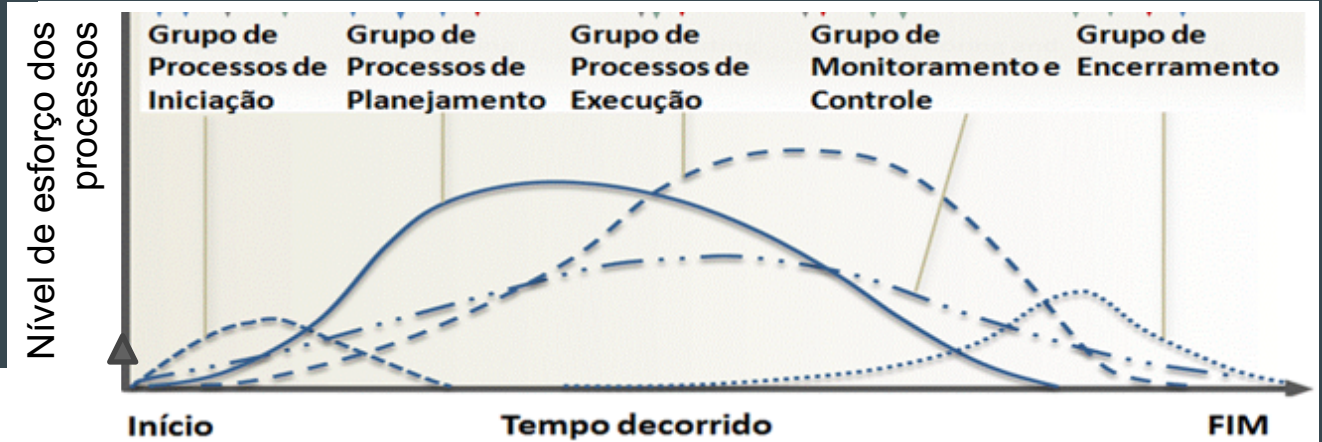 Nível de esforço dos
processos
Grupo de
Processos de
Iniciação
Grupo de
Processos de
Planejamento
Grupo de
Processos de
Execução
Grupo de
Monitoramento e
Controle
Grupo de
Encerramento
Início
Tempo decorrido
FIM